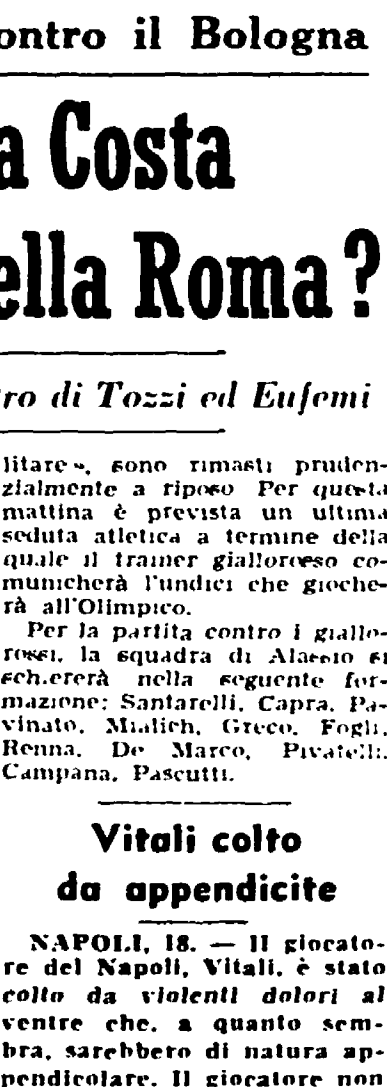 ontro il Bologna
a Costa
ella Roma?
ro di Tozzi ed Eufemi
litare», sono rimasti pruden-
zialmente a riposo Per questa
mattina è prevista un ultima
seduta atletica a termine della
quale il trainer giallorosso co-
municherà l'undici che gioche-
rà all'Olimpico.
Per la partita contro i giallo-
rossi, la squadra di Alassio si
schiererà nella seguente for-
mazione: Santarelli, Capra, Pa-
vinato, Mialich, Greco, Fogli,
Renna, De Marco, Pivatelli,
Campana, Pascutti.
Vitali colto
da appendicite
NAPOLI, 18. — Il giocato-
re del Napoli, Vitali, è stato
colto da violenti dolori al
ventre che, a quanto sem-
bra, sarebbero di natura ap-
pendicolare. Il giocatore non